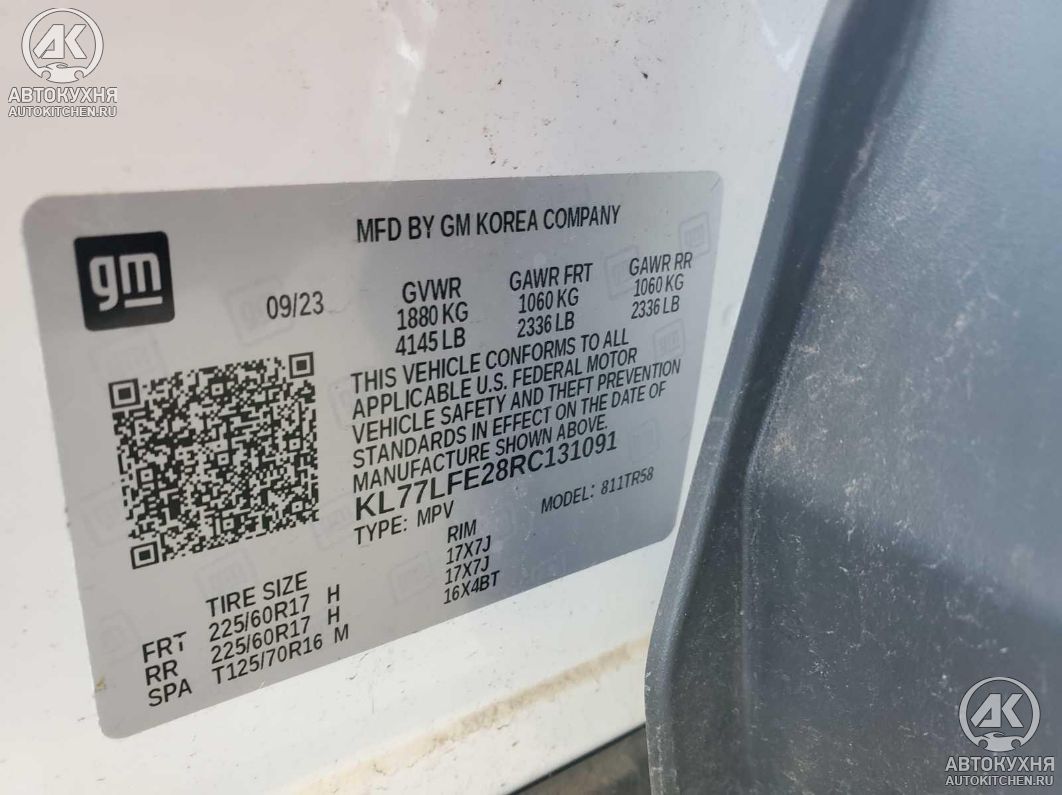 АК
АВТОКУХНЯ
AUTOKITCHEN.RU
gm
MFD BY GM KOREA COMPANY
09/23
GVWR GAWR FRT GAWR RR
1880 KG 1060 KG 1060 KG
4145 LB 2336 LB 2336 LB
THIS VEHICLE CONFORMS TO ALL
APPLICABLE U.S. FEDERAL MOTOR
VEHICLE SAFETY AND THEFT PREVENTION
STANDARDS IN EFFECT ON THE DATE OF
MANUFACTURE SHOWN ABOVE.
KL77LFE28RC131091
TYPE: MPV MODEL: 811TR58
TIRE SIZE RIM
FRT 225/60R17 H 17X7J
RR 225/60R17 H 17X7J
SPA T125/70R16 M 16X4BT
АК
АВТОКУХНЯ
AUTOKITCHEN.RU